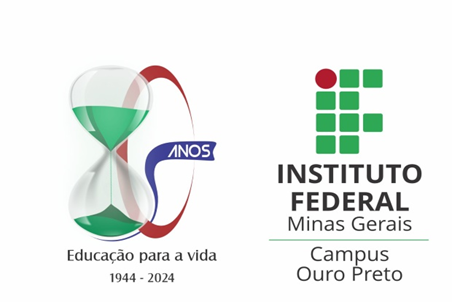 ANOS
Educação para a vida
1944 - 2024
INSTITUTO
FEDERAL
Minas Gerais
Campus
Ouro Preto